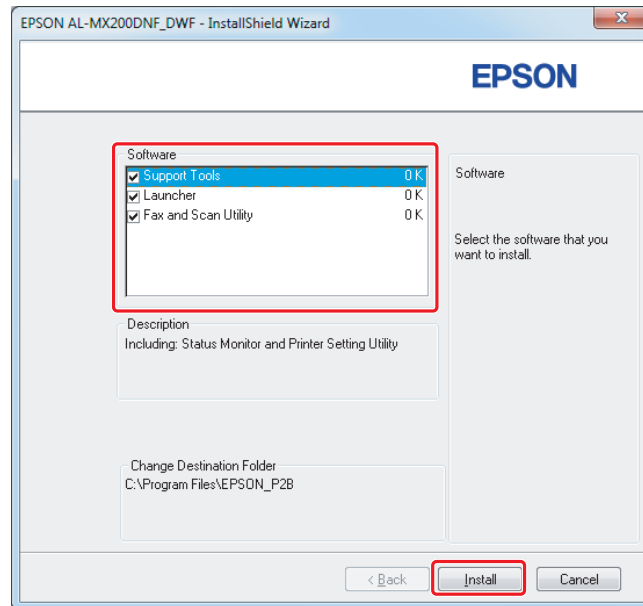 EPSON AL-MX200DNF_DWF - InstallShield Wizard
EPSON
Software
Support Tools 0 K
Launcher 0 K
Fax and Scan Utility 0 K
Software
Select the software that you
want to install.
Description
Including: Status Monitor and Printer Setting Utility
Change Destination Folder
C:\Program Files\EPSON_P2B
< Back
Install
Cancel